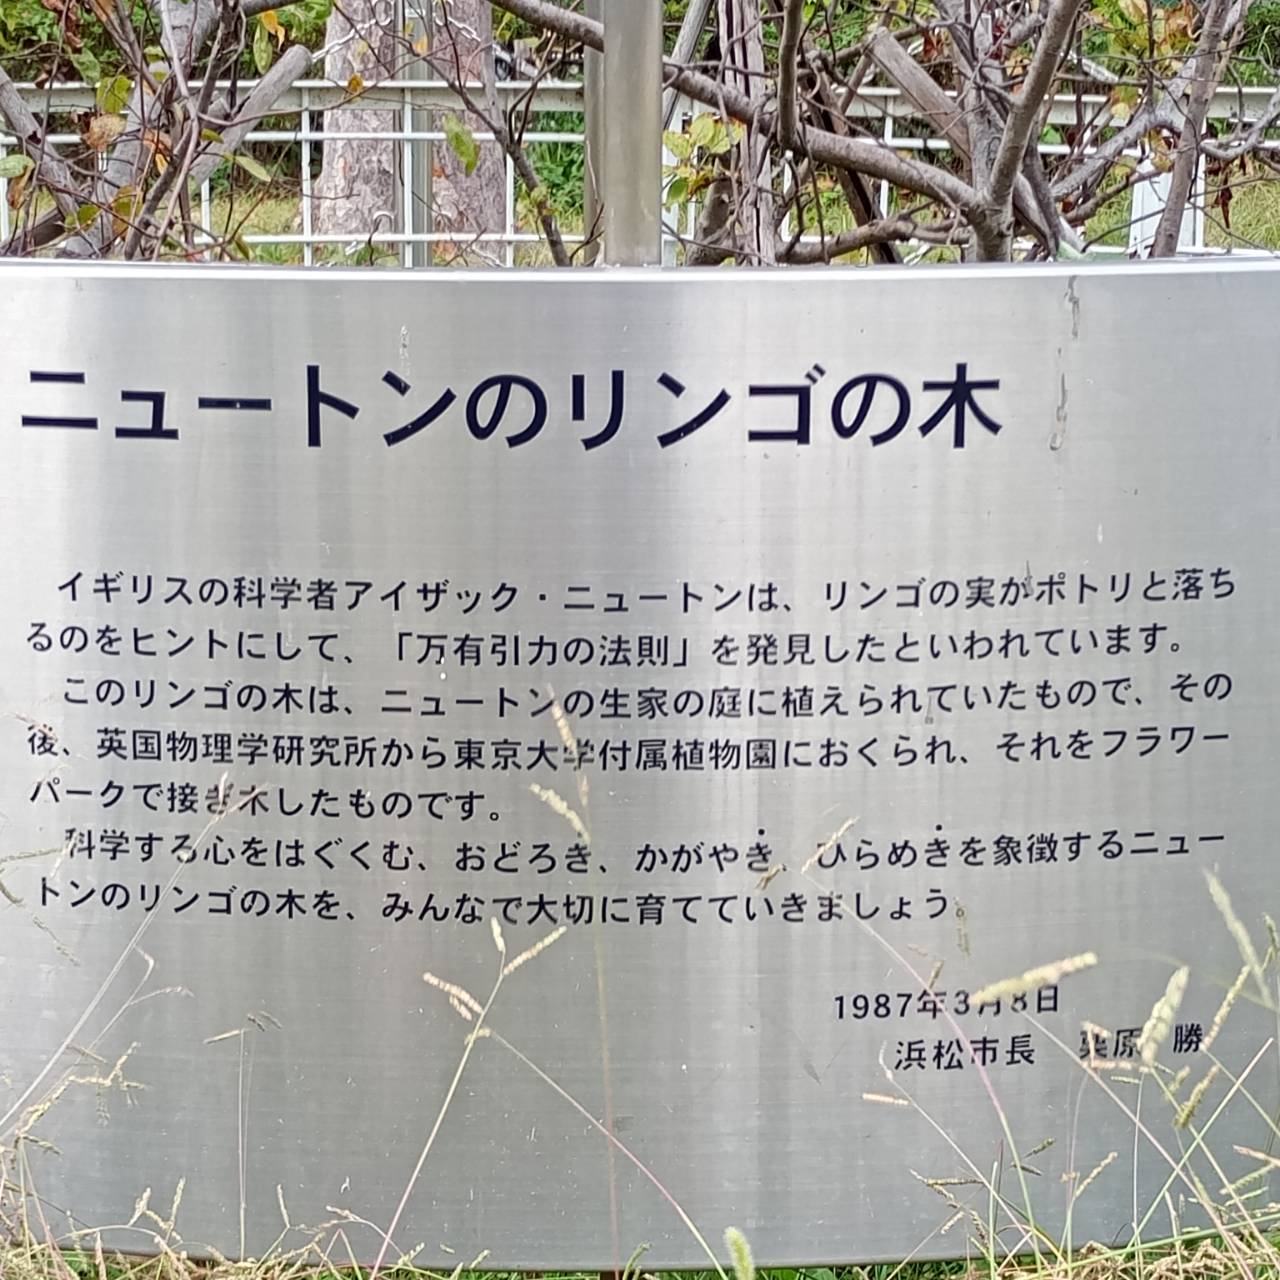 ニュートンのリンゴの木
イギリスの科学者アイザック・ニュートンは、リンゴの実がポトリと落ち
るのをヒントにして、「万有引力の法則」を発見したといわれています。
このリンゴの木は、ニュートンの生家の庭に植えられていたもので、その
後、英国物理学研究所から東京大学付属植物園におくられ、それをフラワー
パークで接ぎ木したものです。
科学する心をはぐくむ、おどろき、かがやき、ひらめきを象徴するニュー
トンのリンゴの木を、みんなで大切に育てていきましょう。
1987年3月8日
浜松市長 栗原 勝